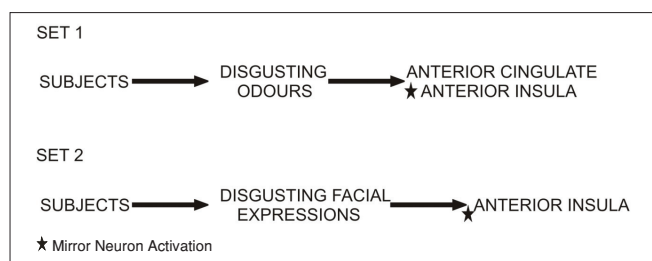 SET 1
SUBJECTS DISGUSTING ODOURS ANTERIOR CINGULATE
★ ANTERIOR INSULA
SET 2
SUBJECTS DISGUSTING FACIAL EXPRESSIONS ★ ANTERIOR INSULA
★ Mirror Neuron Activation